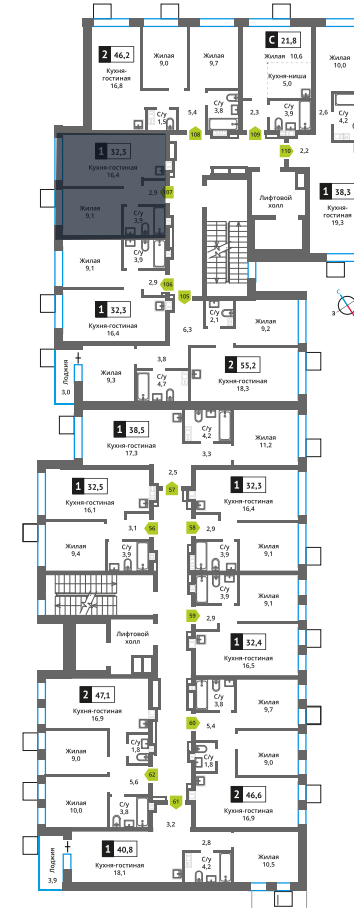 2 46,2
Кухня-
гостиная
16,8
Жилая
9,0
Жилая
9,7
С 21,8
Жилая 10,6
Кухня-ниша
5,0
Жилая
10,0
С/у
1,5
5,4
С/у
3,8
2,3
С/у
3,9
2,6
С/у
4,2
108
109
110
2,2
1 32,3
Кухня-гостиная
16,4
2,9
107
Жилая
9,1
С/у
3,9
Лифтовой
холл
1 38,3
Кухня-
гостиная
19,3
Жилая
9,1
С/у
3,9
2,9
106
105
1 32,3
Кухня-гостиная
16,4
6,3
С/у
2,1
Жилая
9,2
С
З
Лоджия
3,0
Жилая
9,3
3,8
С/у
4,7
2 55,2
Кухня-гостиная
18,3
1 38,5
Кухня-гостиная
17,3
С/у
4,2
3,3
Жилая
11,2
2,5
57
1 32,5
Кухня-гостиная
16,1
1 32,3
Кухня-гостиная
16,4
3,1
56
58
2,9
Жилая
9,4
С/у
3,9
С/у
3,9
Жилая
9,1
С/у
3,9
Жилая
9,1
59
2,9
Лифтовой
холл
1 32,4
Кухня-гостиная
16,5
2 47,1
Кухня-гостиная
16,9
С/у
3,8
Жилая
9,7
60
5,4
Жилая
9,0
С/у
1,8
С/у
1,8
Жилая
9,0
62
5,6
Жилая
10,0
С/у
3,8
61
2 46,6
Кухня-гостиная
16,9
3,2
Лоджия
3,9
1 40,8
Кухня-гостиная
18,1
2,8
С/у
4,2
Жилая
10,5